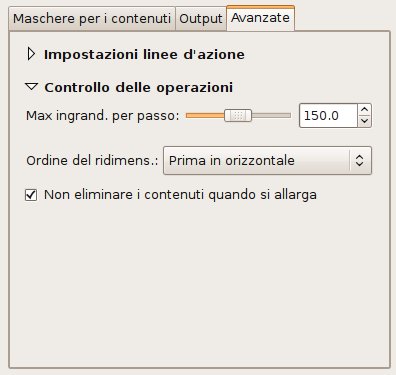 Maschere per i contenuti Output Avanzate
Impostazioni linee d'azione
Controllo delle operazioni
Max ingrand. per passo: 150.0
Ordine del ridimens.: Prima in orizzontale
Non eliminare i contenuti quando si allarga